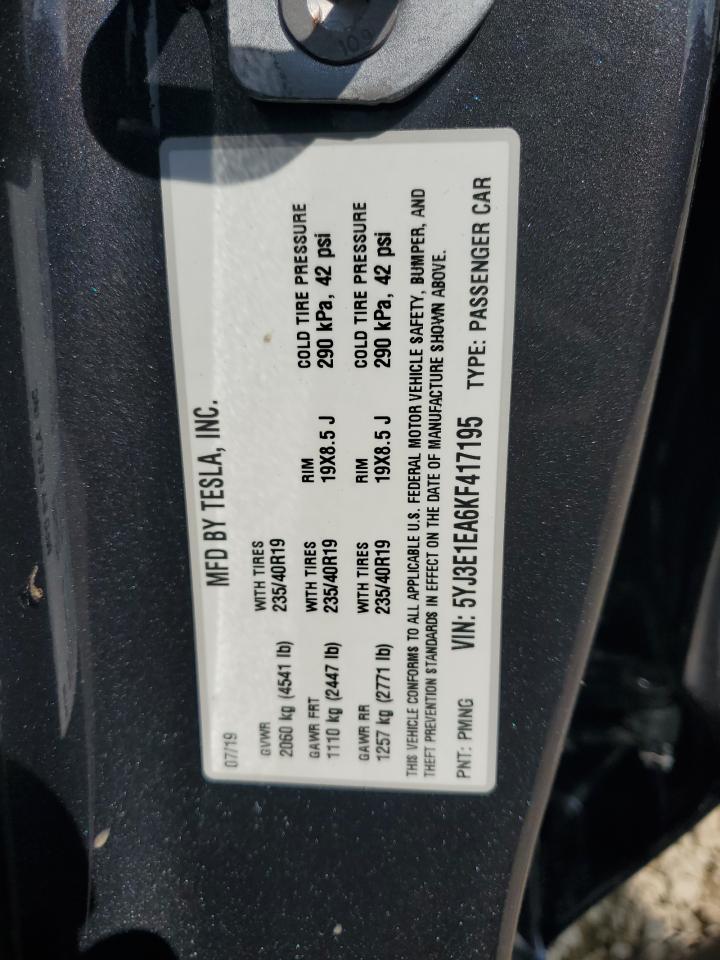 109
MFD BY TESLA, INC.
07/19
GVWR WITH TIRES
2060 kg (4541 lb) 235/40R19
GAWR FRT WITH TIRES RIM COLD TIRE PRESSURE
1110 kg (2447 lb) 235/40R19 19X8.5 J 290 kPa, 42 psi
GAWR RR WITH TIRES RIM COLD TIRE PRESSURE
1257 kg (2771 lb) 235/40R19 19X8.5 J 290 kPa, 42 psi
THIS VEHICLE CONFORMS TO ALL APPLICABLE U.S. FEDERAL MOTOR VEHICLE SAFETY, BUMPER, AND
THEFT PREVENTION STANDARDS IN EFFECT ON THE DATE OF MANUFACTURE SHOWN ABOVE.
PNT: PMNG VIN: 5YJ3E1EA6KF417195 TYPE: PASSENGER CAR